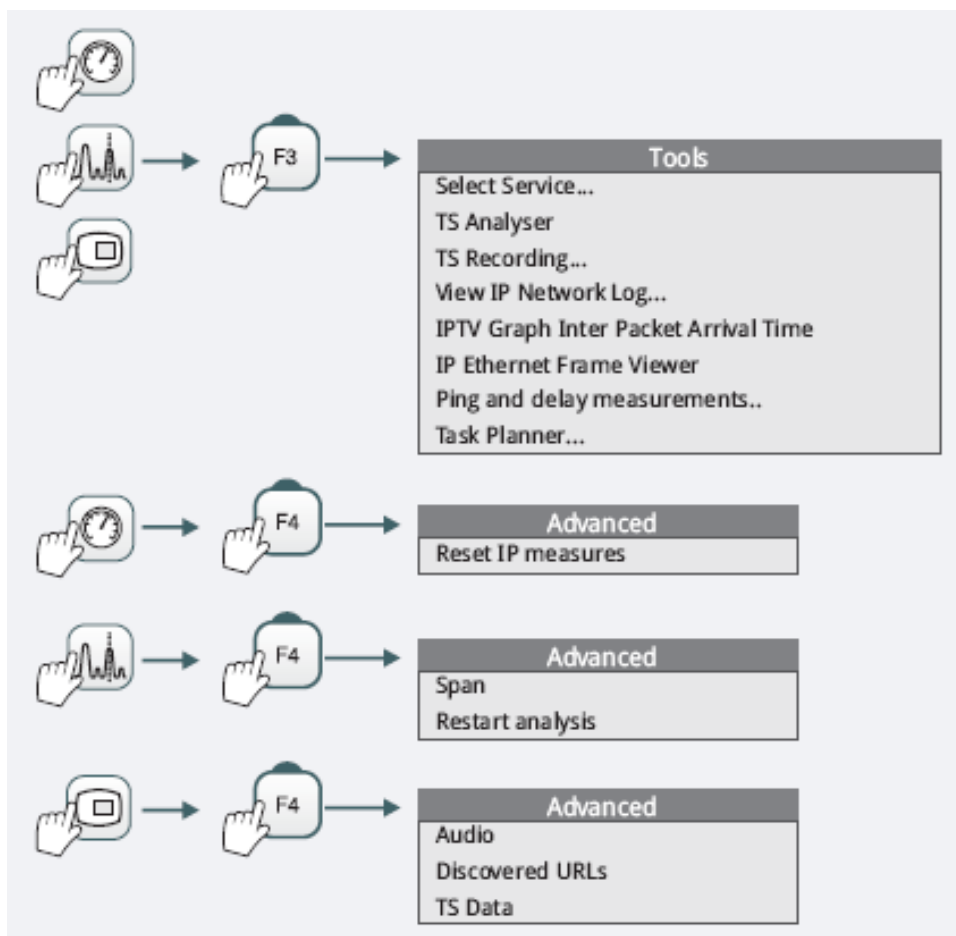 F3
Tools
Select Service...
TS Analyser
TS Recording...
View IP Network Log...
IPTV Graph Inter Packet Arrival Time
IP Ethernet Frame Viewer
Ping and delay measurements..
Task Planner...
F4
Advanced
Reset IP measures
F4
Advanced
Span
Restart analysis
F4
Advanced
Audio
Discovered URLs
TS Data